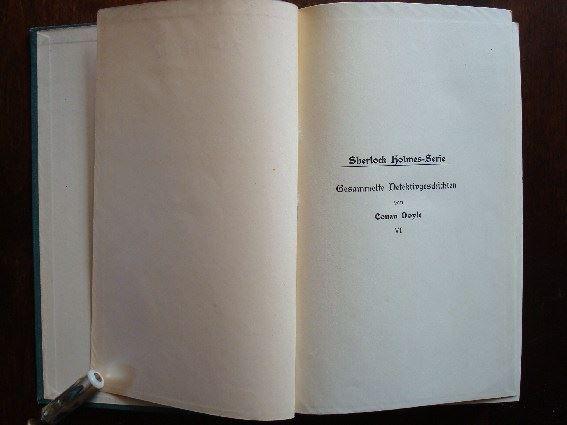 Sherlock Holmes-Serie
Gesammelte Detektivgeschichten
von
Conan Doyle
VI